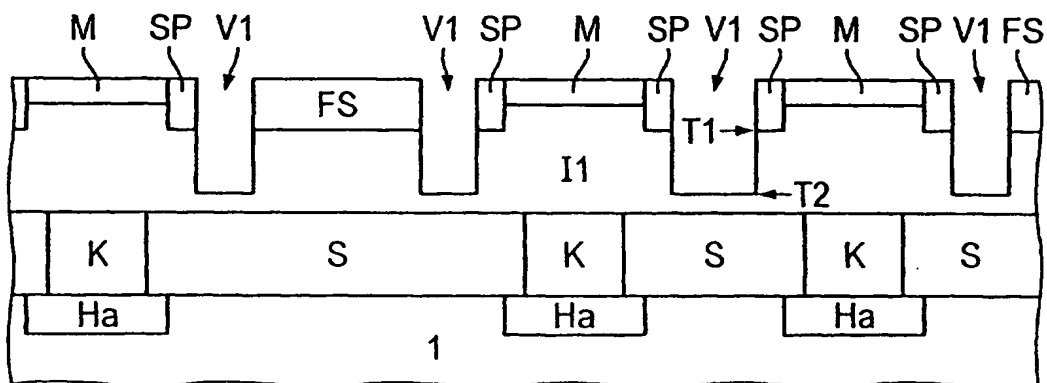 M SP V1 V1 SP M SP V1 SP M SP V1 FS
FS
T1
I1
T2
K S K S K S
Ha Ha Ha
1